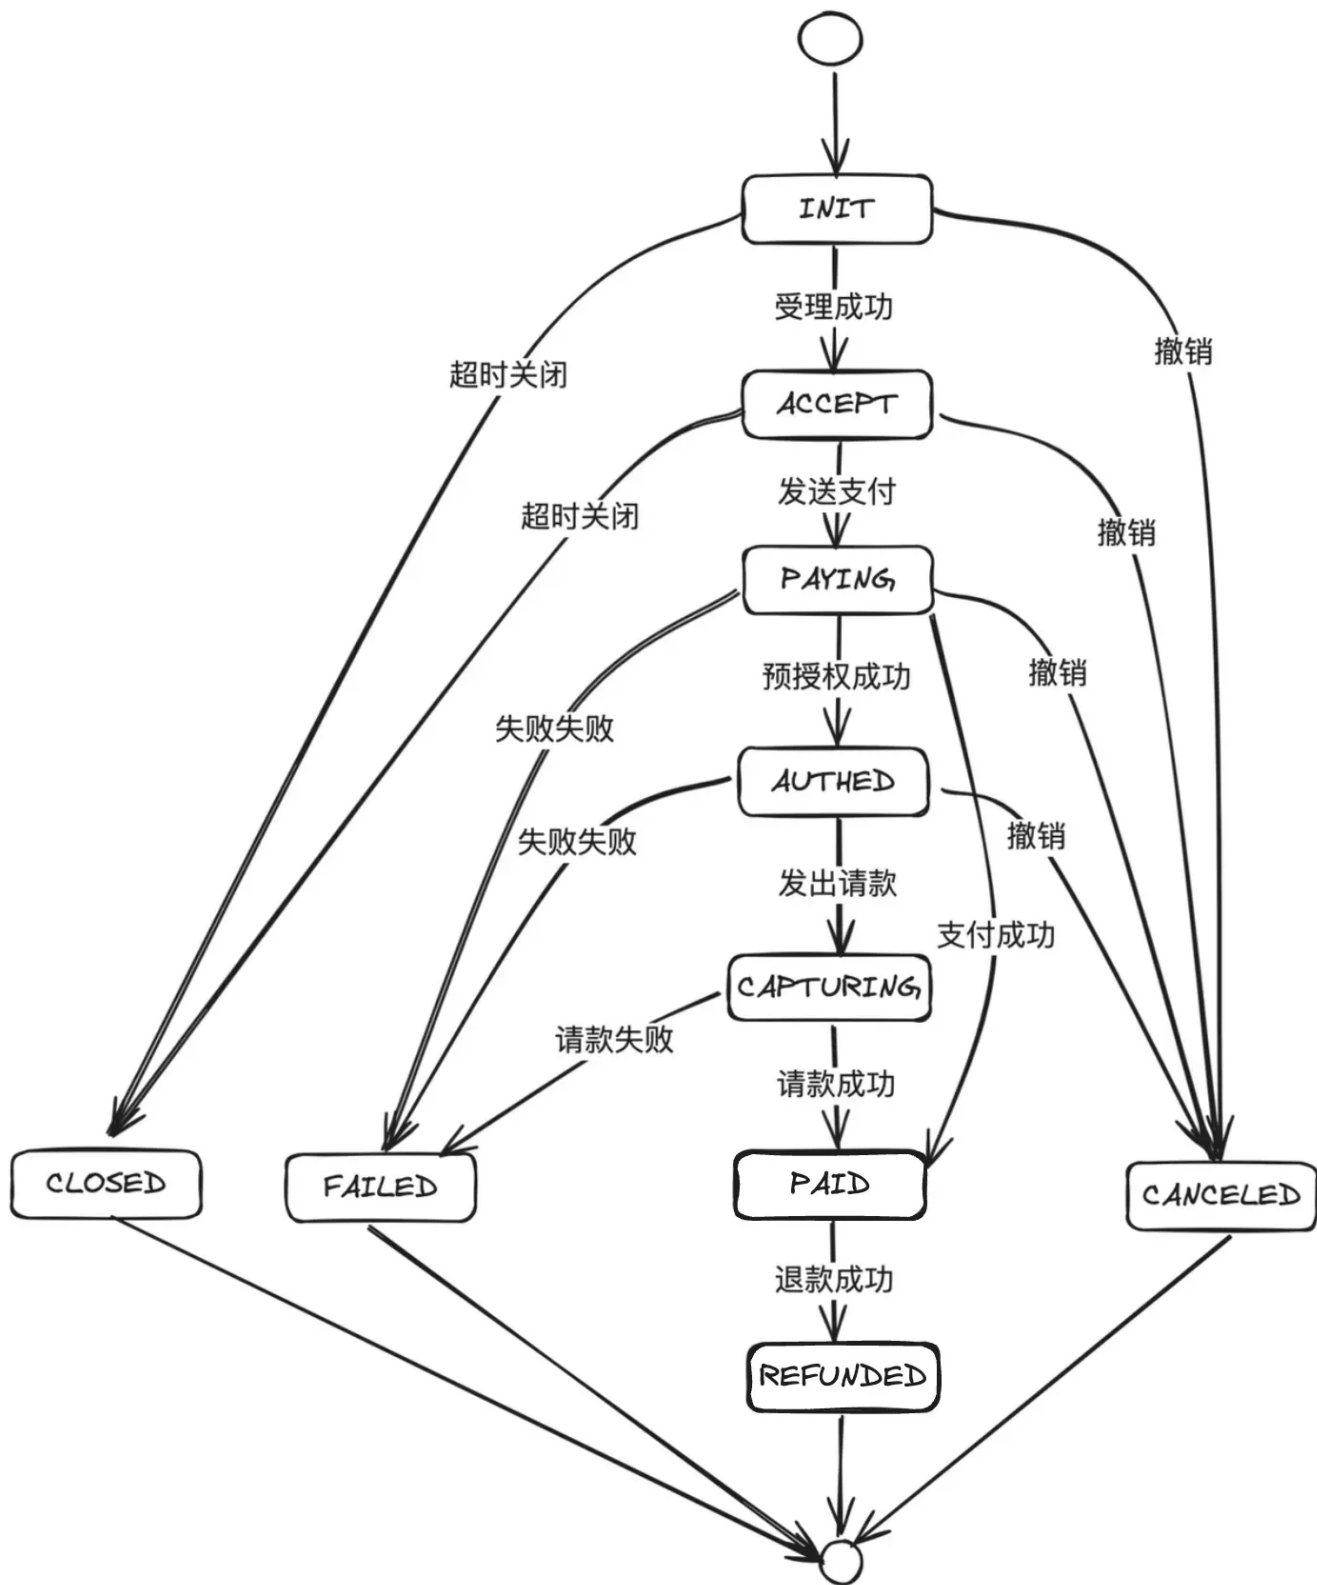 INIT
受理成功
撤销
超时关闭
ACCEPT
发送支付
超时关闭
撤销
PAYING
预授权成功
撤销
失败失败
AUTHED
撤销
失败失败
发出请款
支付成功
CAPTURING
请款失败
请款成功
CLOSED
FAILED
PAID
CANCELED
退款成功
REFUNDED